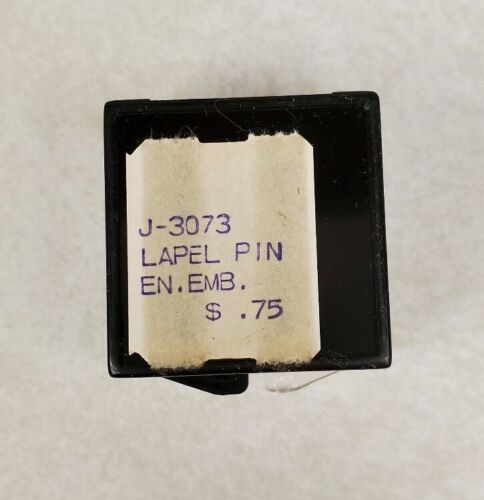 J-3073
LAPEL PIN
EN.EMB.
$ .75